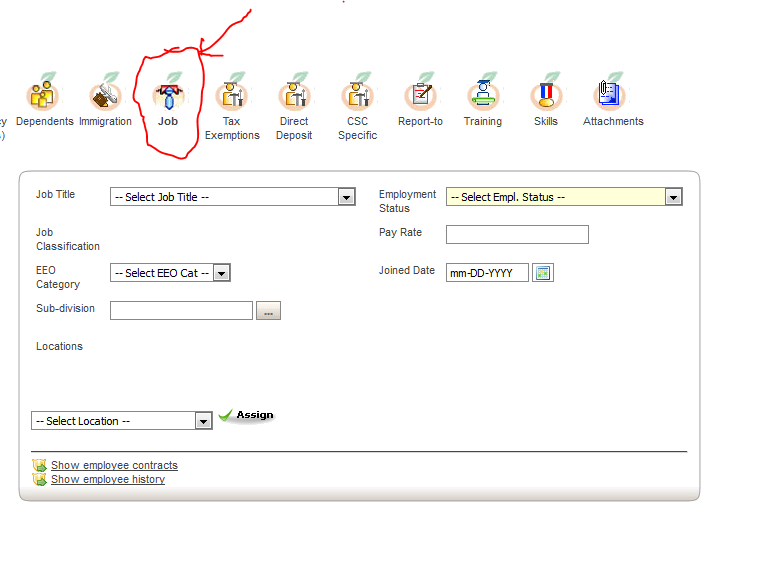 Dependents Immigration Job Tax Direct CSC Report-to Training Skills Attachments
Exemptions Deposit Specific
Job Title -- Select Job Title -- Employment
Status -- Select Empl. Status --
Job
Classification
Pay Rate
EEO
Category -- Select EEO Cat -- Joined Date mm-DD-YYYY
Sub-division ...
Locations
-- Select Location -- Assign
Show employee contracts
Show employee history